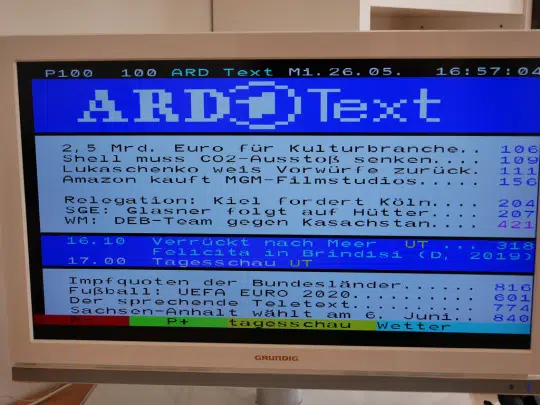 P100 100 ARD Text Mi.26.05. 16:57:04
ARD Text
2,5 Mrd. Euro für Kulturbranche.. 106
Shell muss CO2-Ausstoß senken.... 109
Lukaschenko weis Vorwürfe zurück. 111
Amazon kauft MGM-Filmstudios..... 156
Relegation: Kiel fordert Köln.... 204
SGE: Glasner folgt auf Hütter.... 207
WM: DEB-Team gegen Kasachstan.... 421
16.10 Verrückt nach Meer UT ... 318
Felicita in Brindisi (D, 2019)
17.00 Tagesschau UT
Impfquoten der Bundesländer...... 816
Fußball: UEFA EURO 2020.......... 601
Der sprechende Teletext.......... 774
Sachsen-Anhalt wählt am 6. Juni.. 840
P+ tagesschau Wetter
GRUNDIG